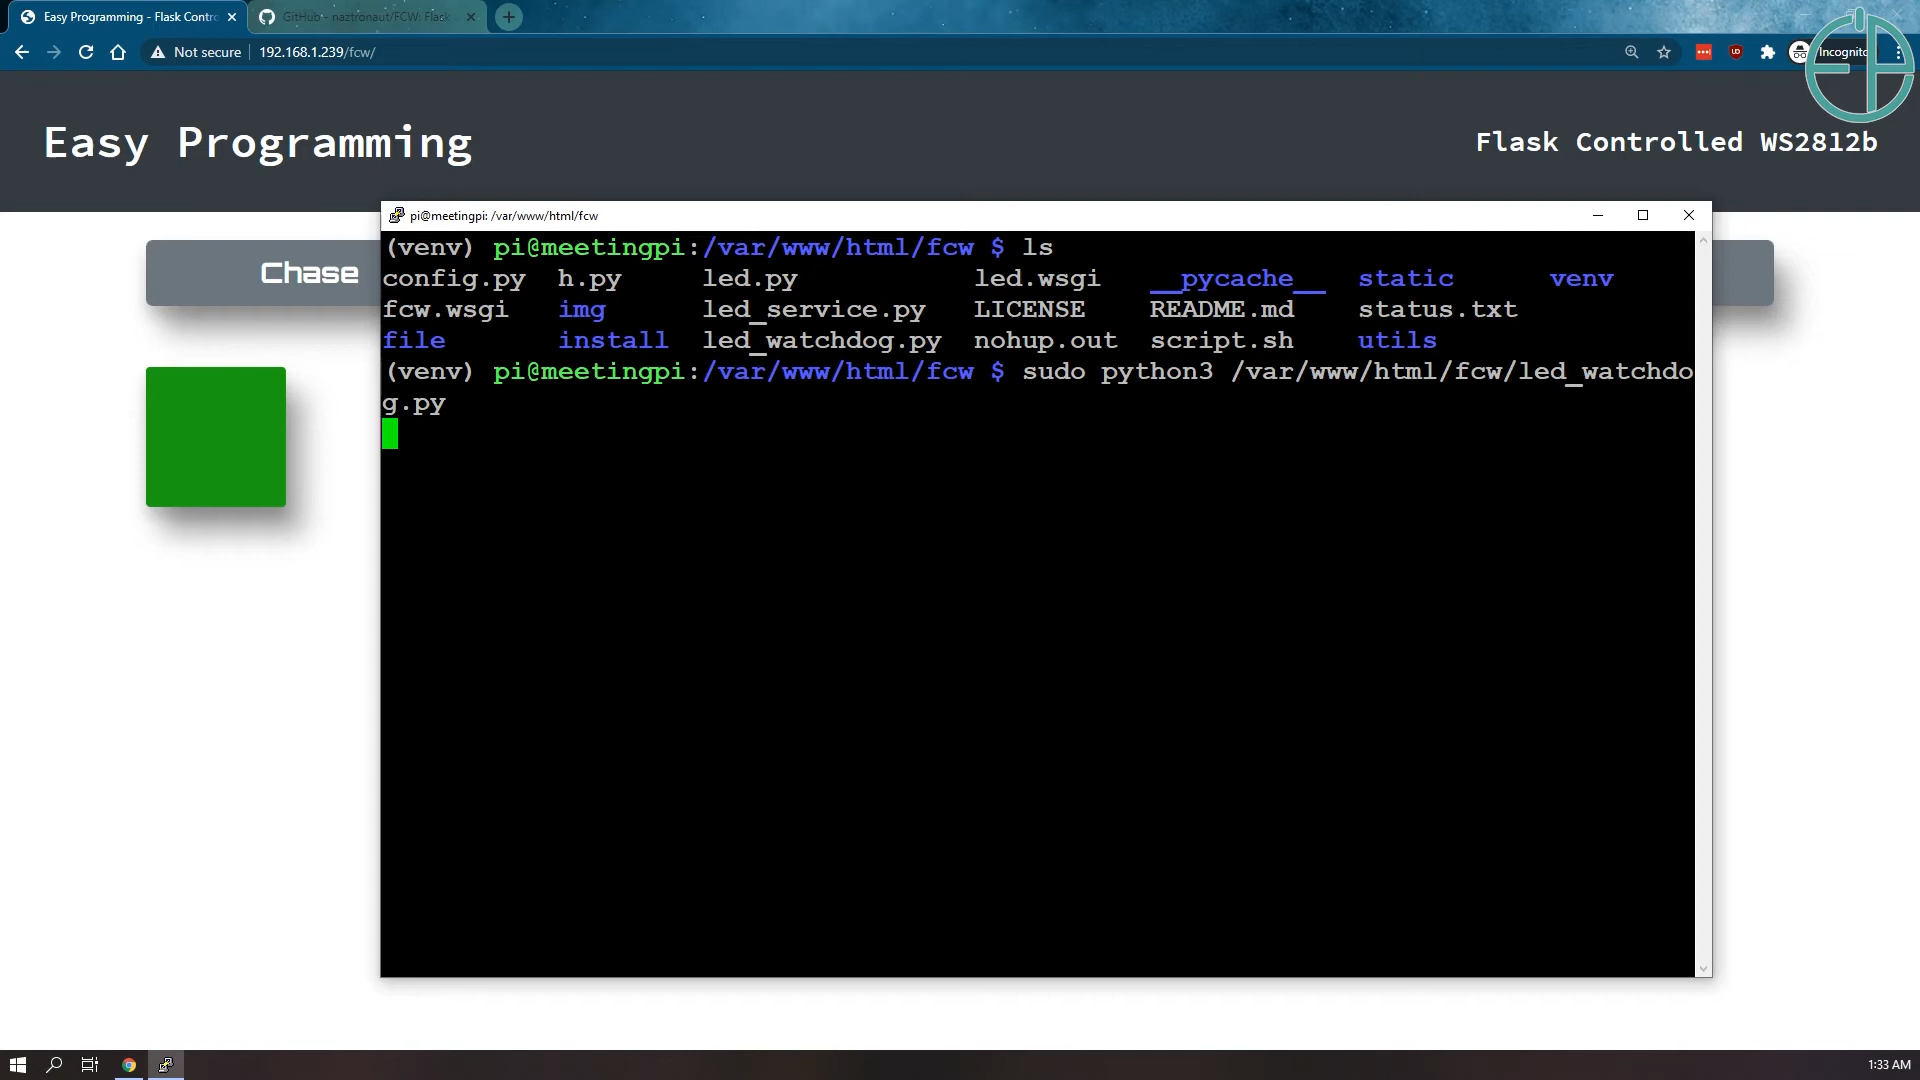 Easy Programming - Flask Contro
GitHub - naztronaut/FCW: Flask
Not secure 192.168.1.239/fcw/
Incognito
Easy Programming
Flask Controlled WS2812b
pi@meetingpi: /var/www/html/fcw
Chase
(venv) pi@meetingpi:/var/www/html/fcw $ ls
config.py h.py led.py led.wsgi __pycache__ static venv
fcw.wsgi img led_service.py LICENSE README.md status.txt
file install led_watchdog.py nohup.out script.sh utils
(venv) pi@meetingpi:/var/www/html/fcw $ sudo python3 /var/www/html/fcw/led_watchdo
g.py
1:33 AM